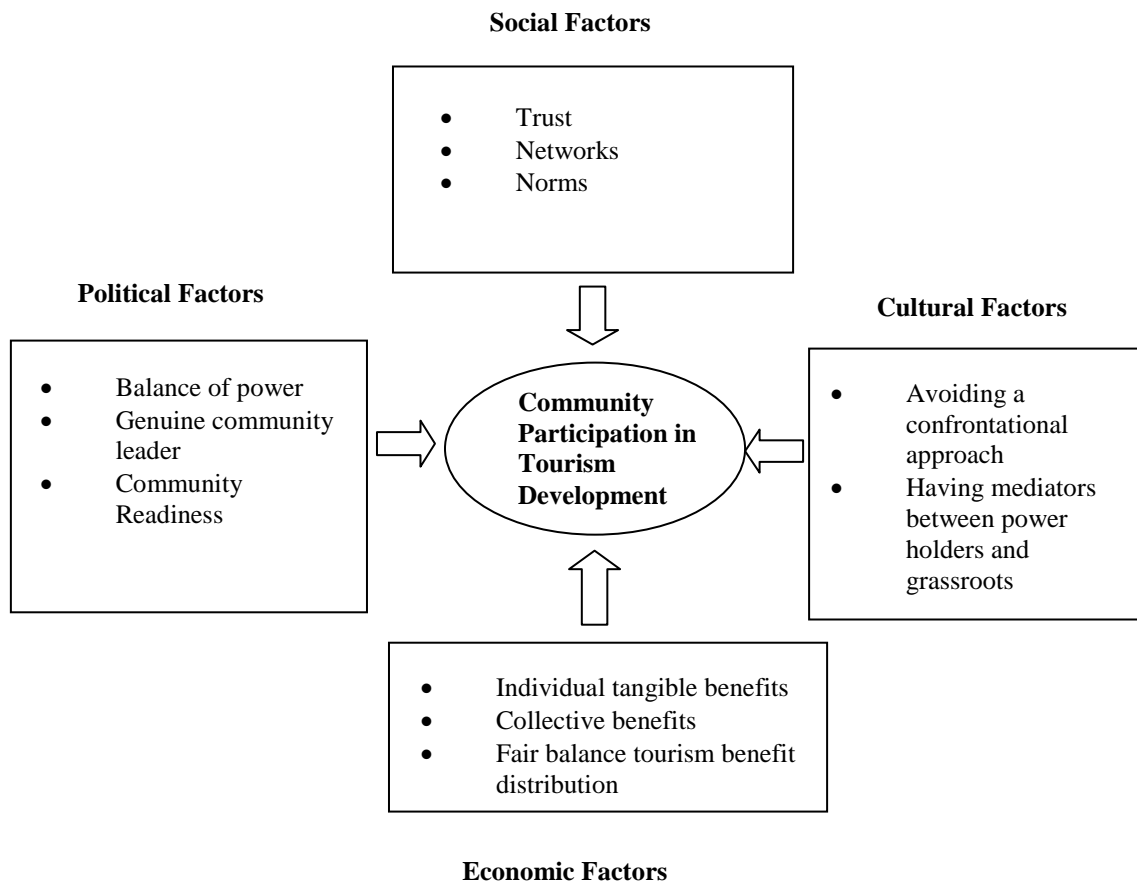 Social Factors
• Trust
• Networks
• Norms
Political Factors
• Balance of power
• Genuine community
leader
• Community
Readiness
Community
Participation in
Tourism
Development
Cultural Factors
• Avoiding a
confrontational
approach
• Having mediators
between power
holders and
grassroots
• Individual tangible benefits
• Collective benefits
• Fair balance tourism benefit
distribution
Economic Factors